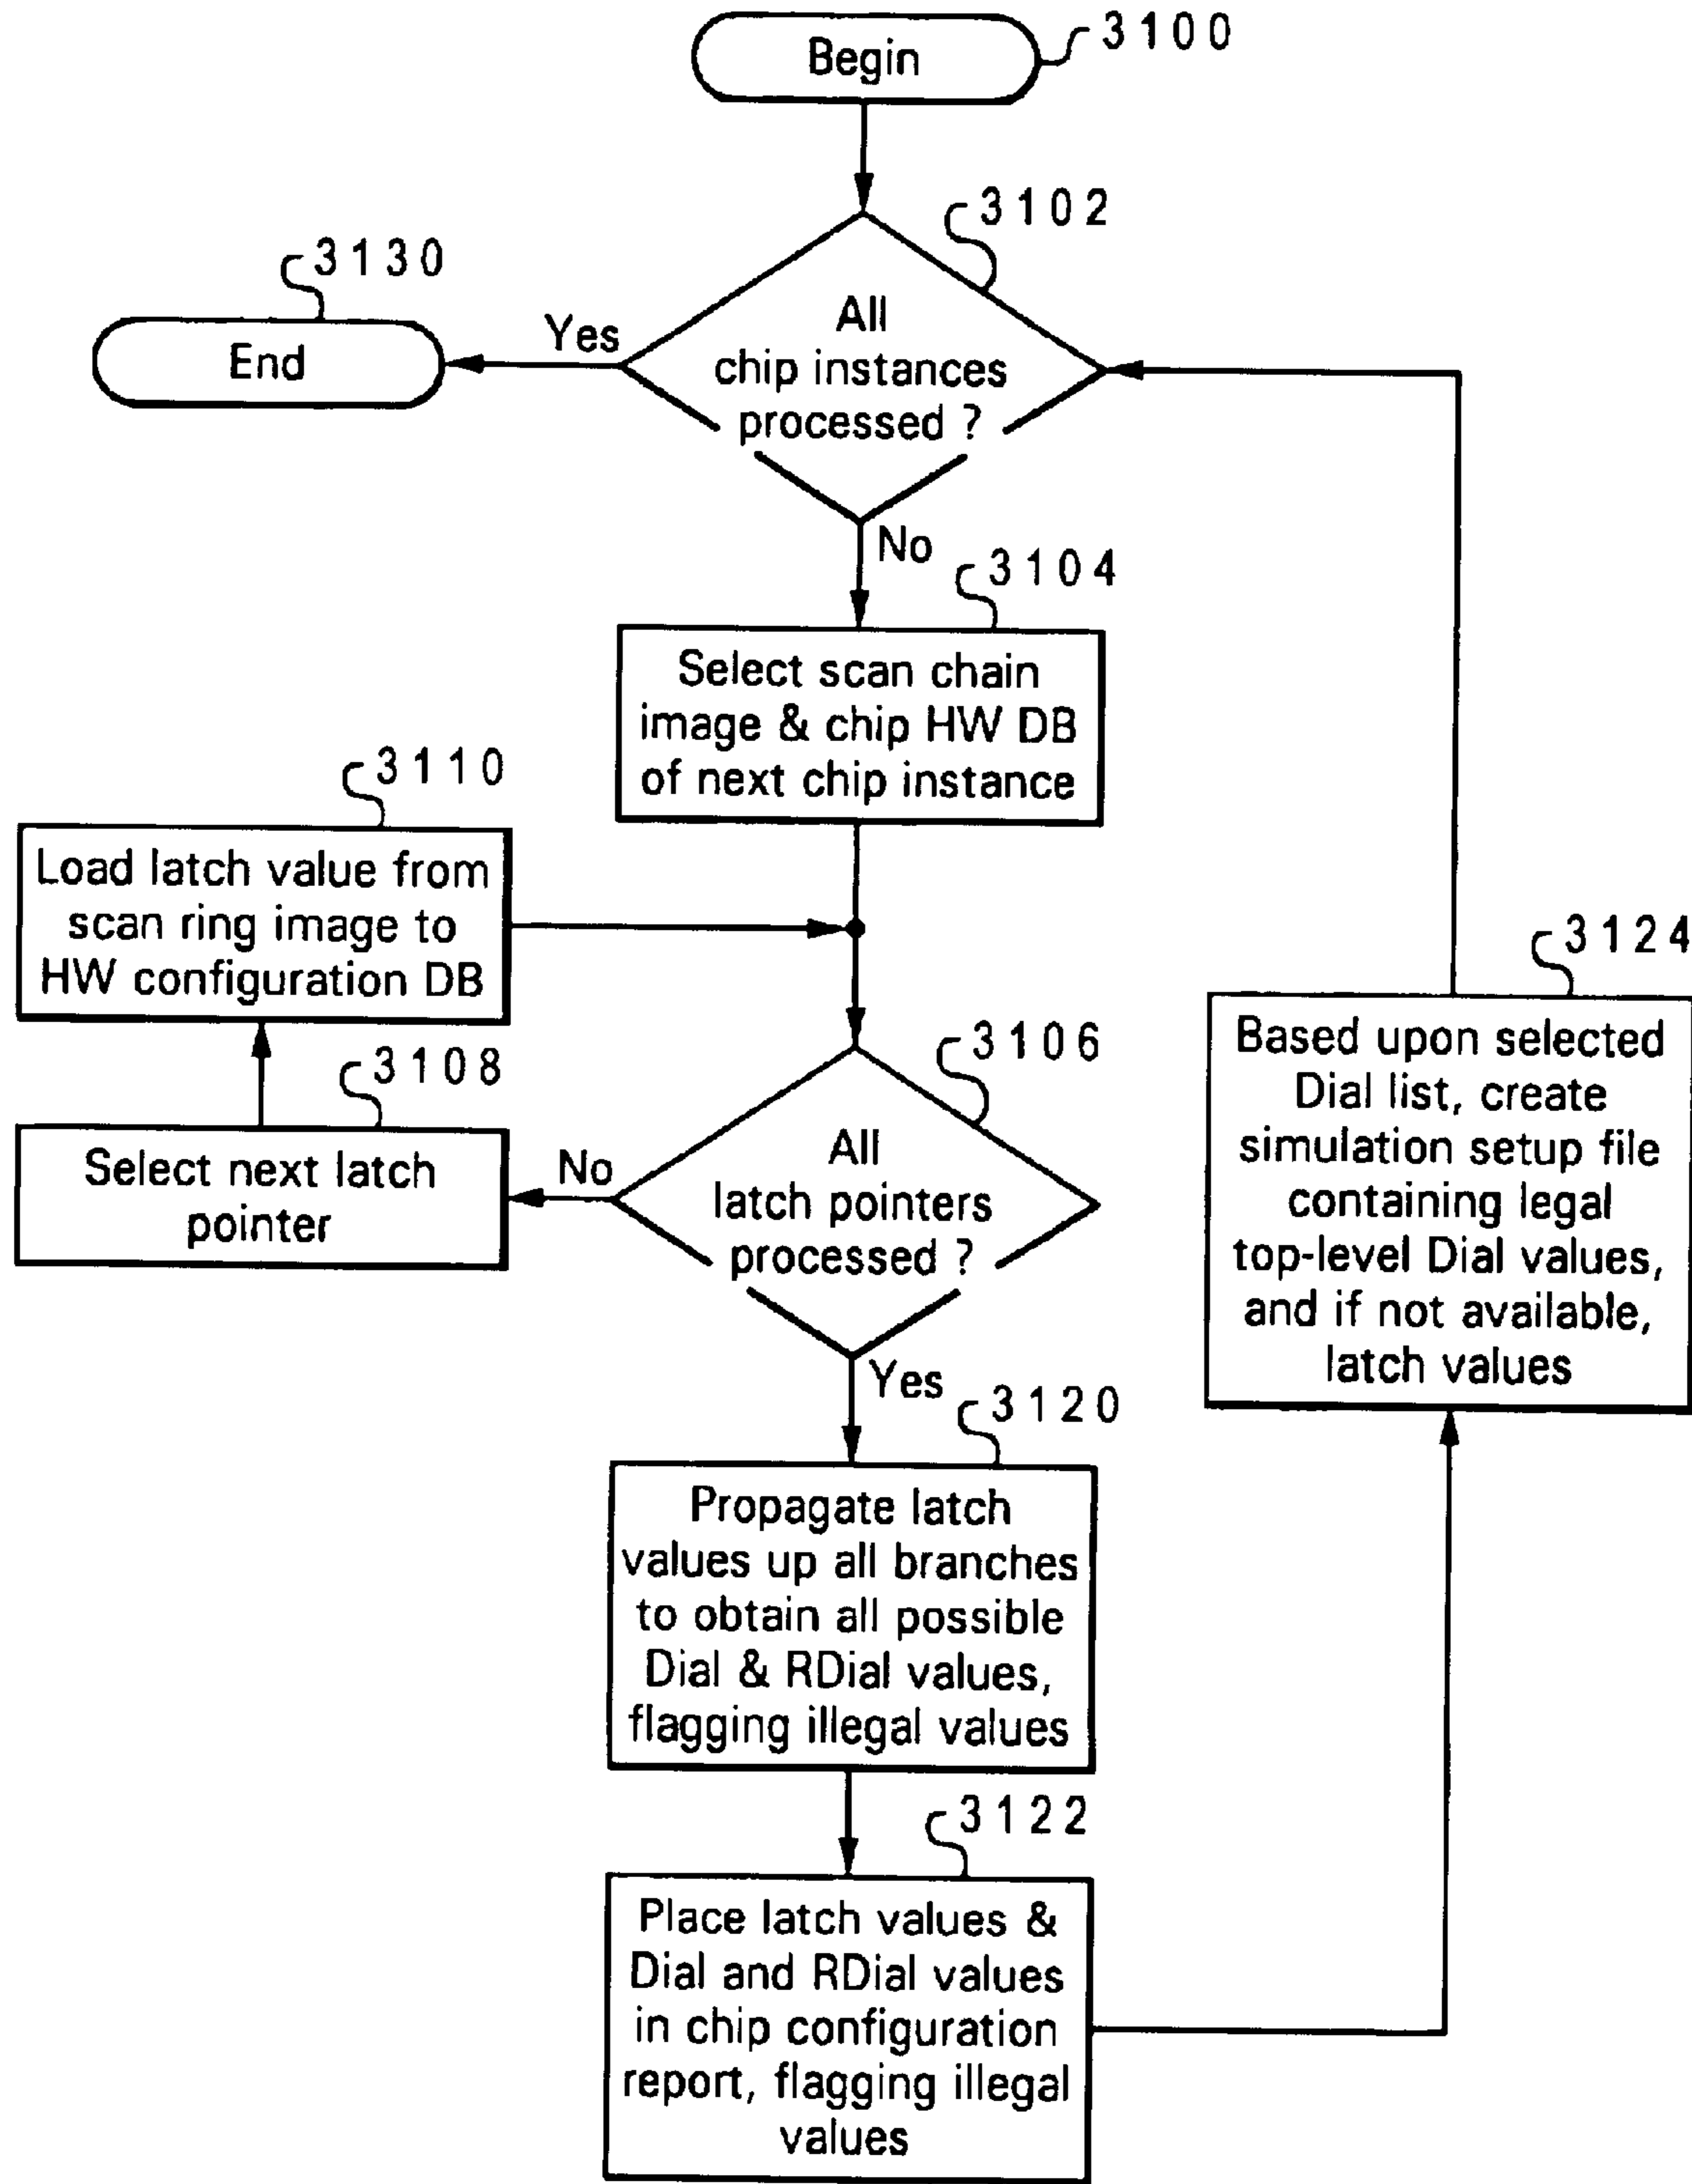 Begin
3100
3102
All
chip instances
processed ?
Yes
3130
End
No
3104
Select scan chain
image & chip HW DB
of next chip instance
3110
Load latch value from
scan ring image to
HW configuration DB
3108
Select next latch
pointer
3106
All
latch pointers
processed ?
No
Yes
3120
Propagate latch
values up all branches
to obtain all possible
Dial & RDial values,
flagging illegal values
3122
Place latch values &
Dial and RDial values
in chip configuration
report, flagging illegal
values
3124
Based upon selected
Dial list, create
simulation setup file
containing legal
top-level Dial values,
and if not available,
latch values